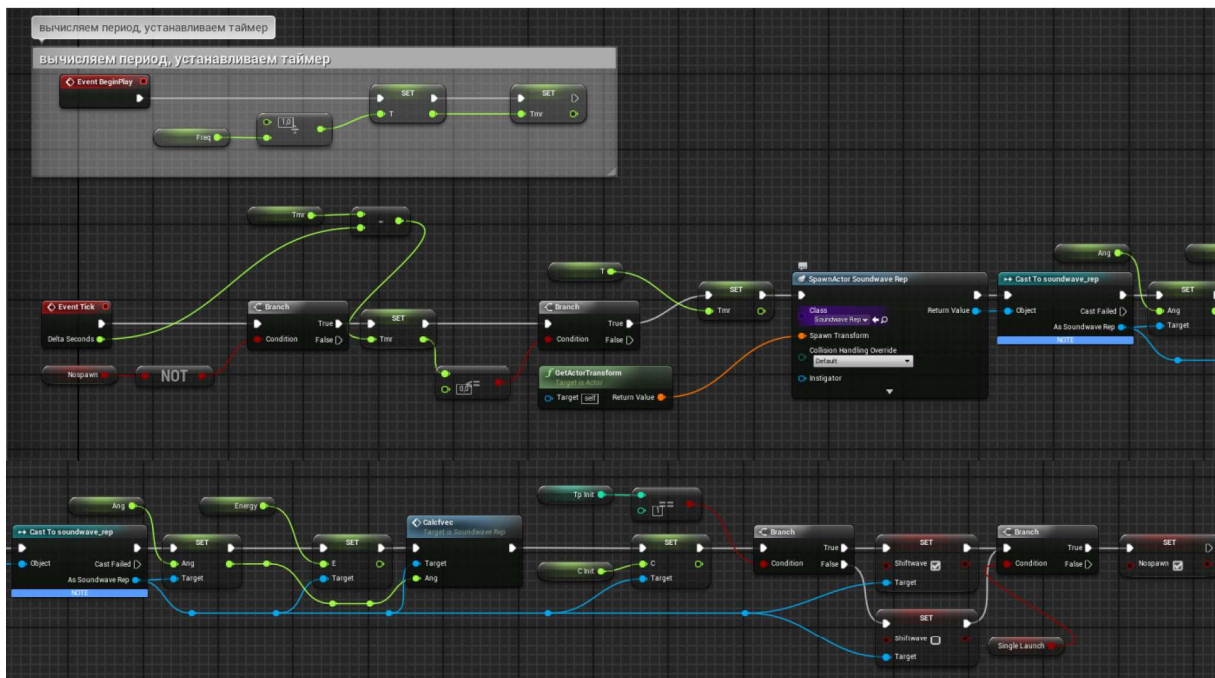 вычисляем период, устанавливаем таймер
вычисляем период, устанавливаем таймер
Event BeginPlay
SET
SET
1,0
÷
T
Tmr
Freq
Tmr
-
T
Ang
Event Tick
Branch
SET
Branch
SET
SpawnActor Soundwave Rep
Cast To soundwave_rep
SET
True
True
Tmr
Class
Soundwave Rep
Return Value
Object
Cast Failed
Ang
Delta Seconds
Condition
False
Tmr
Condition
False
Spawn Transform
As Soundwave Rep
Target
NOTE
Collision Handling Override
Default
Nospawn
NOT
0,0
<=
GetActorTransform
Target is Actor
Target
self
Return Value
Instigator
Ang
Energy
Tp Init
1
==
Cast To soundwave_rep
SET
SET
Calcfvec
Target is Soundwave Rep
SET
Branch
SET
Branch
SET
Object
Cast Failed
Ang
E
Target
C Init
C
Condition
True
False
Shiftwave
Condition
True
False
Nospawn
As Soundwave Rep
Target
Target
Ang
Target
Target
NOTE
SET
Shiftwave
Target
Single Launch